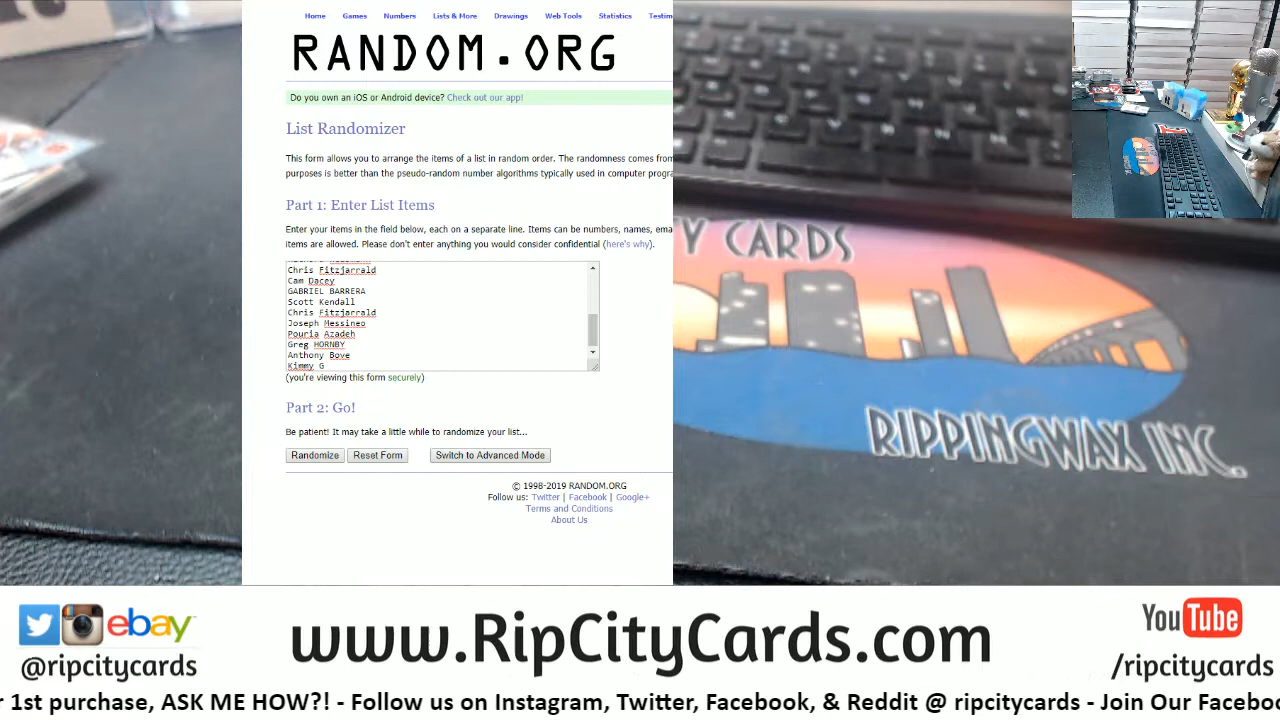 Home Games Numbers Lists & More Drawings Web Tools Statistics Testim
RANDOM.ORG
Do you own an iOS or Android device? Check out our app!
List Randomizer
This form allows you to arrange the items of a list in random order. The randomness comes from
purposes is better than the pseudo-random number algorithms typically used in computer progra
Part 1: Enter List Items
Enter your items in the field below, each on a separate line. Items can be numbers, names, ema
items are allowed. Please don't enter anything you would consider confidential (here's why).
Chris Fitzjarrald
Cam Dacey
GABRIEL BARRERA
Scott Kendall
Chris Fitzjarrald
Joseph Messineo
Pouria Azadeh
Greg HORNBY
Anthony Bove
Kimmy G
(you're viewing this form securely)
Part 2: Go!
Be patient! It may take a little while to randomize your list...
Randomize Reset Form Switch to Advanced Mode
© 1998-2019 RANDOM.ORG
Follow us: Twitter | Facebook | Google+
Terms and Conditions
About Us
Y CARDS
RIPPINGWAX INC.
ebay
@ripcitycards
www.RipCityCards.com
YouTube
/ripcitycards
r 1st purchase, ASK ME HOW?! - Follow us on Instagram, Twitter, Facebook, & Reddit @ ripcitycards - Join Our Facebo